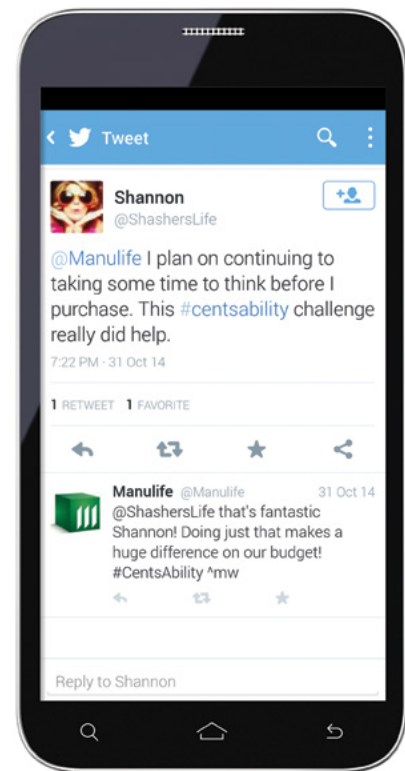 Tweet
Shannon
@ShashersLife
@Manulife I plan on continuing to
taking some time to think before I
purchase. This #centsability challenge
really did help.
7:22 PM · 31 Oct 14
1 RETWEET 1 FAVORITE
Manulife @Manulife 31 Oct 14
@ShashersLife that's fantastic
Shannon! Doing just that makes a
huge difference on our budget!
#CentsAbility ^mw
Reply to Shannon